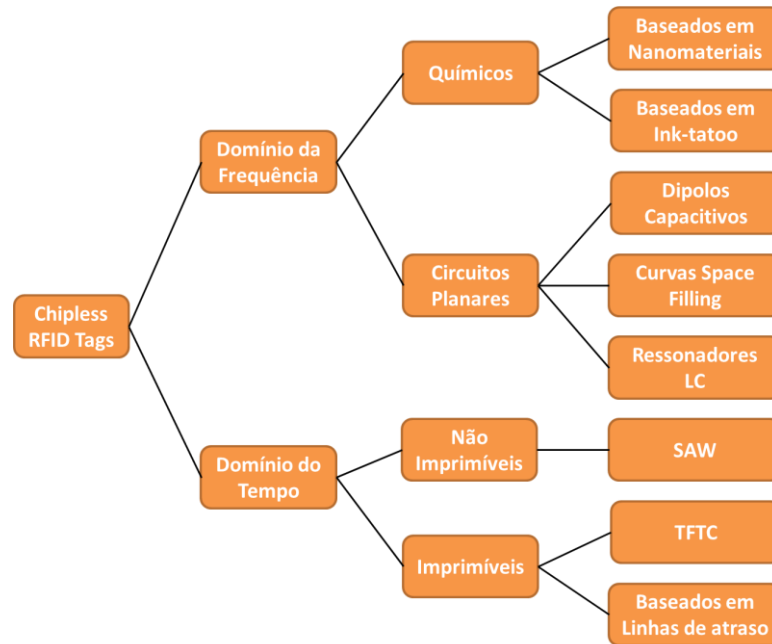 Baseados em
Nanomateriais
Químicos
Baseados em
Ink-tatoo
Domínio da
Frequência
Dipolos
Capacitivos
Circuitos
Planares
Curvas Space
Filling
Chipless
RFID Tags
Ressonadores
LC
Não
Imprimíveis
SAW
Domínio do
Tempo
TFTC
Imprimíveis
Baseados em
Linhas de atraso